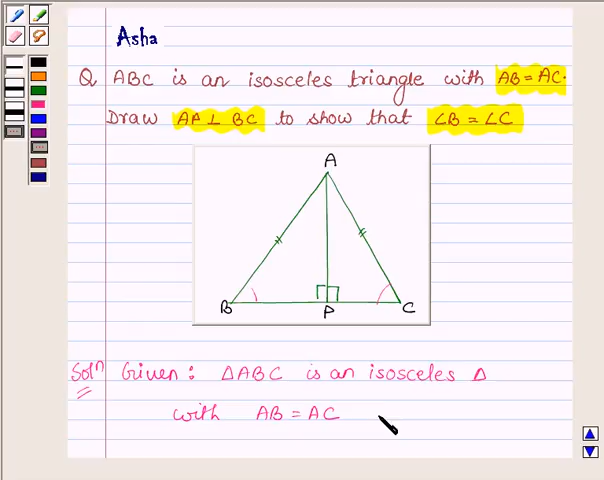 Asha
Q ABC is an isosceles triangle with AB = AC.
Draw AP ⊥ BC to show that ∠B = ∠C
A
B
P
C
Solⁿ Given : ΔABC is an isosceles Δ
with AB = AC